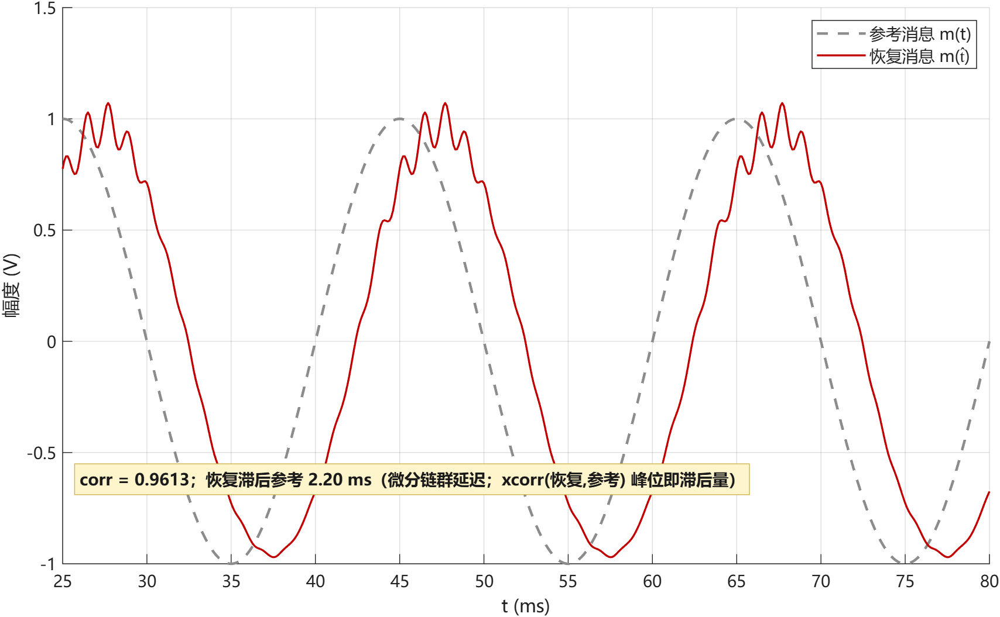 1.5
1
0.5
0
-0.5
-1
幅度 (V)
参考消息 m(t)
恢复消息 m(t̂)
corr = 0.9613；恢复滞后参考 2.20 ms（微分链群延迟；xcorr(恢复,参考) 峰位即滞后量）
25 30 35 40 45 50 55 60 65 70 75 80
t (ms)